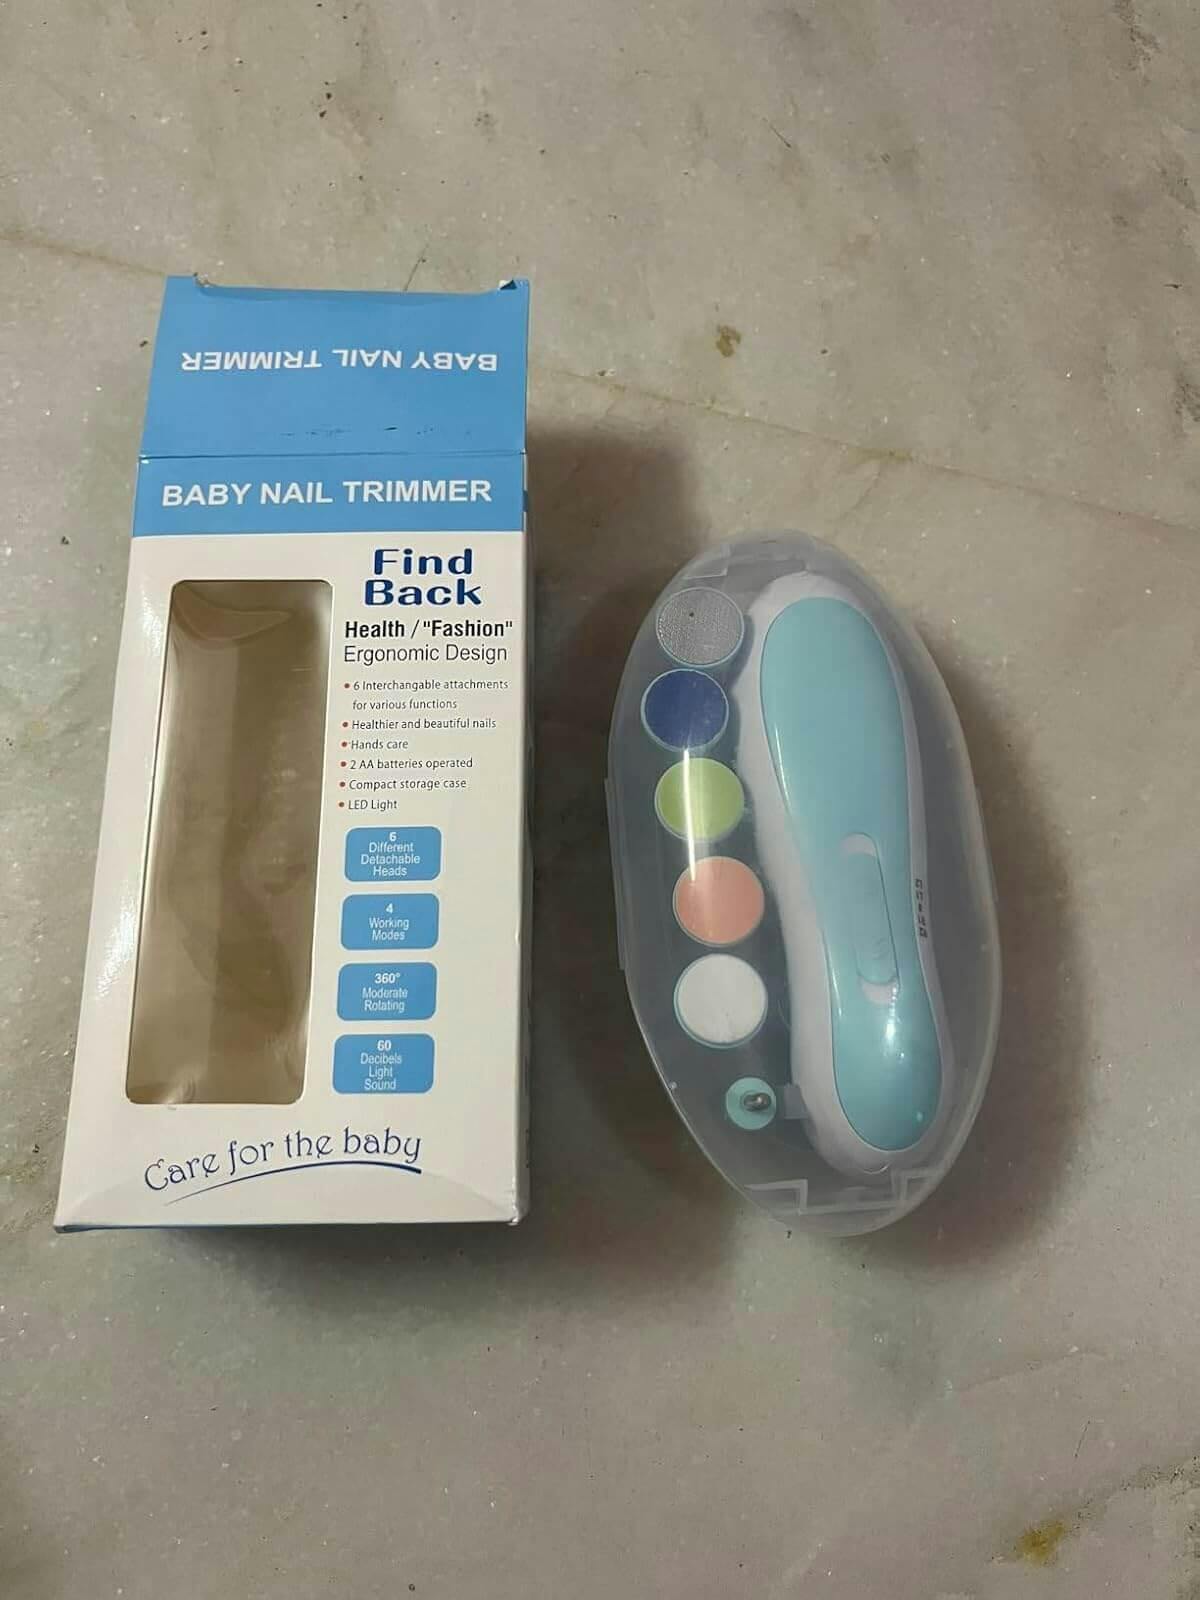 BABY NAIL TRIMMER
BABY NAIL TRIMMER
Find
Back
Health / "Fashion"
Ergonomic Design
• 6 Interchangable attachments
for various functions
• Healthier and beautiful nails
• Hands care
• 2 AA batteries operated
• Compact storage case
• LED Light
6
Different
Detachable
Heads
4
Working
Modes
360°
Moderate
Rotating
60
Decibels
Light
Sound
Care for the baby